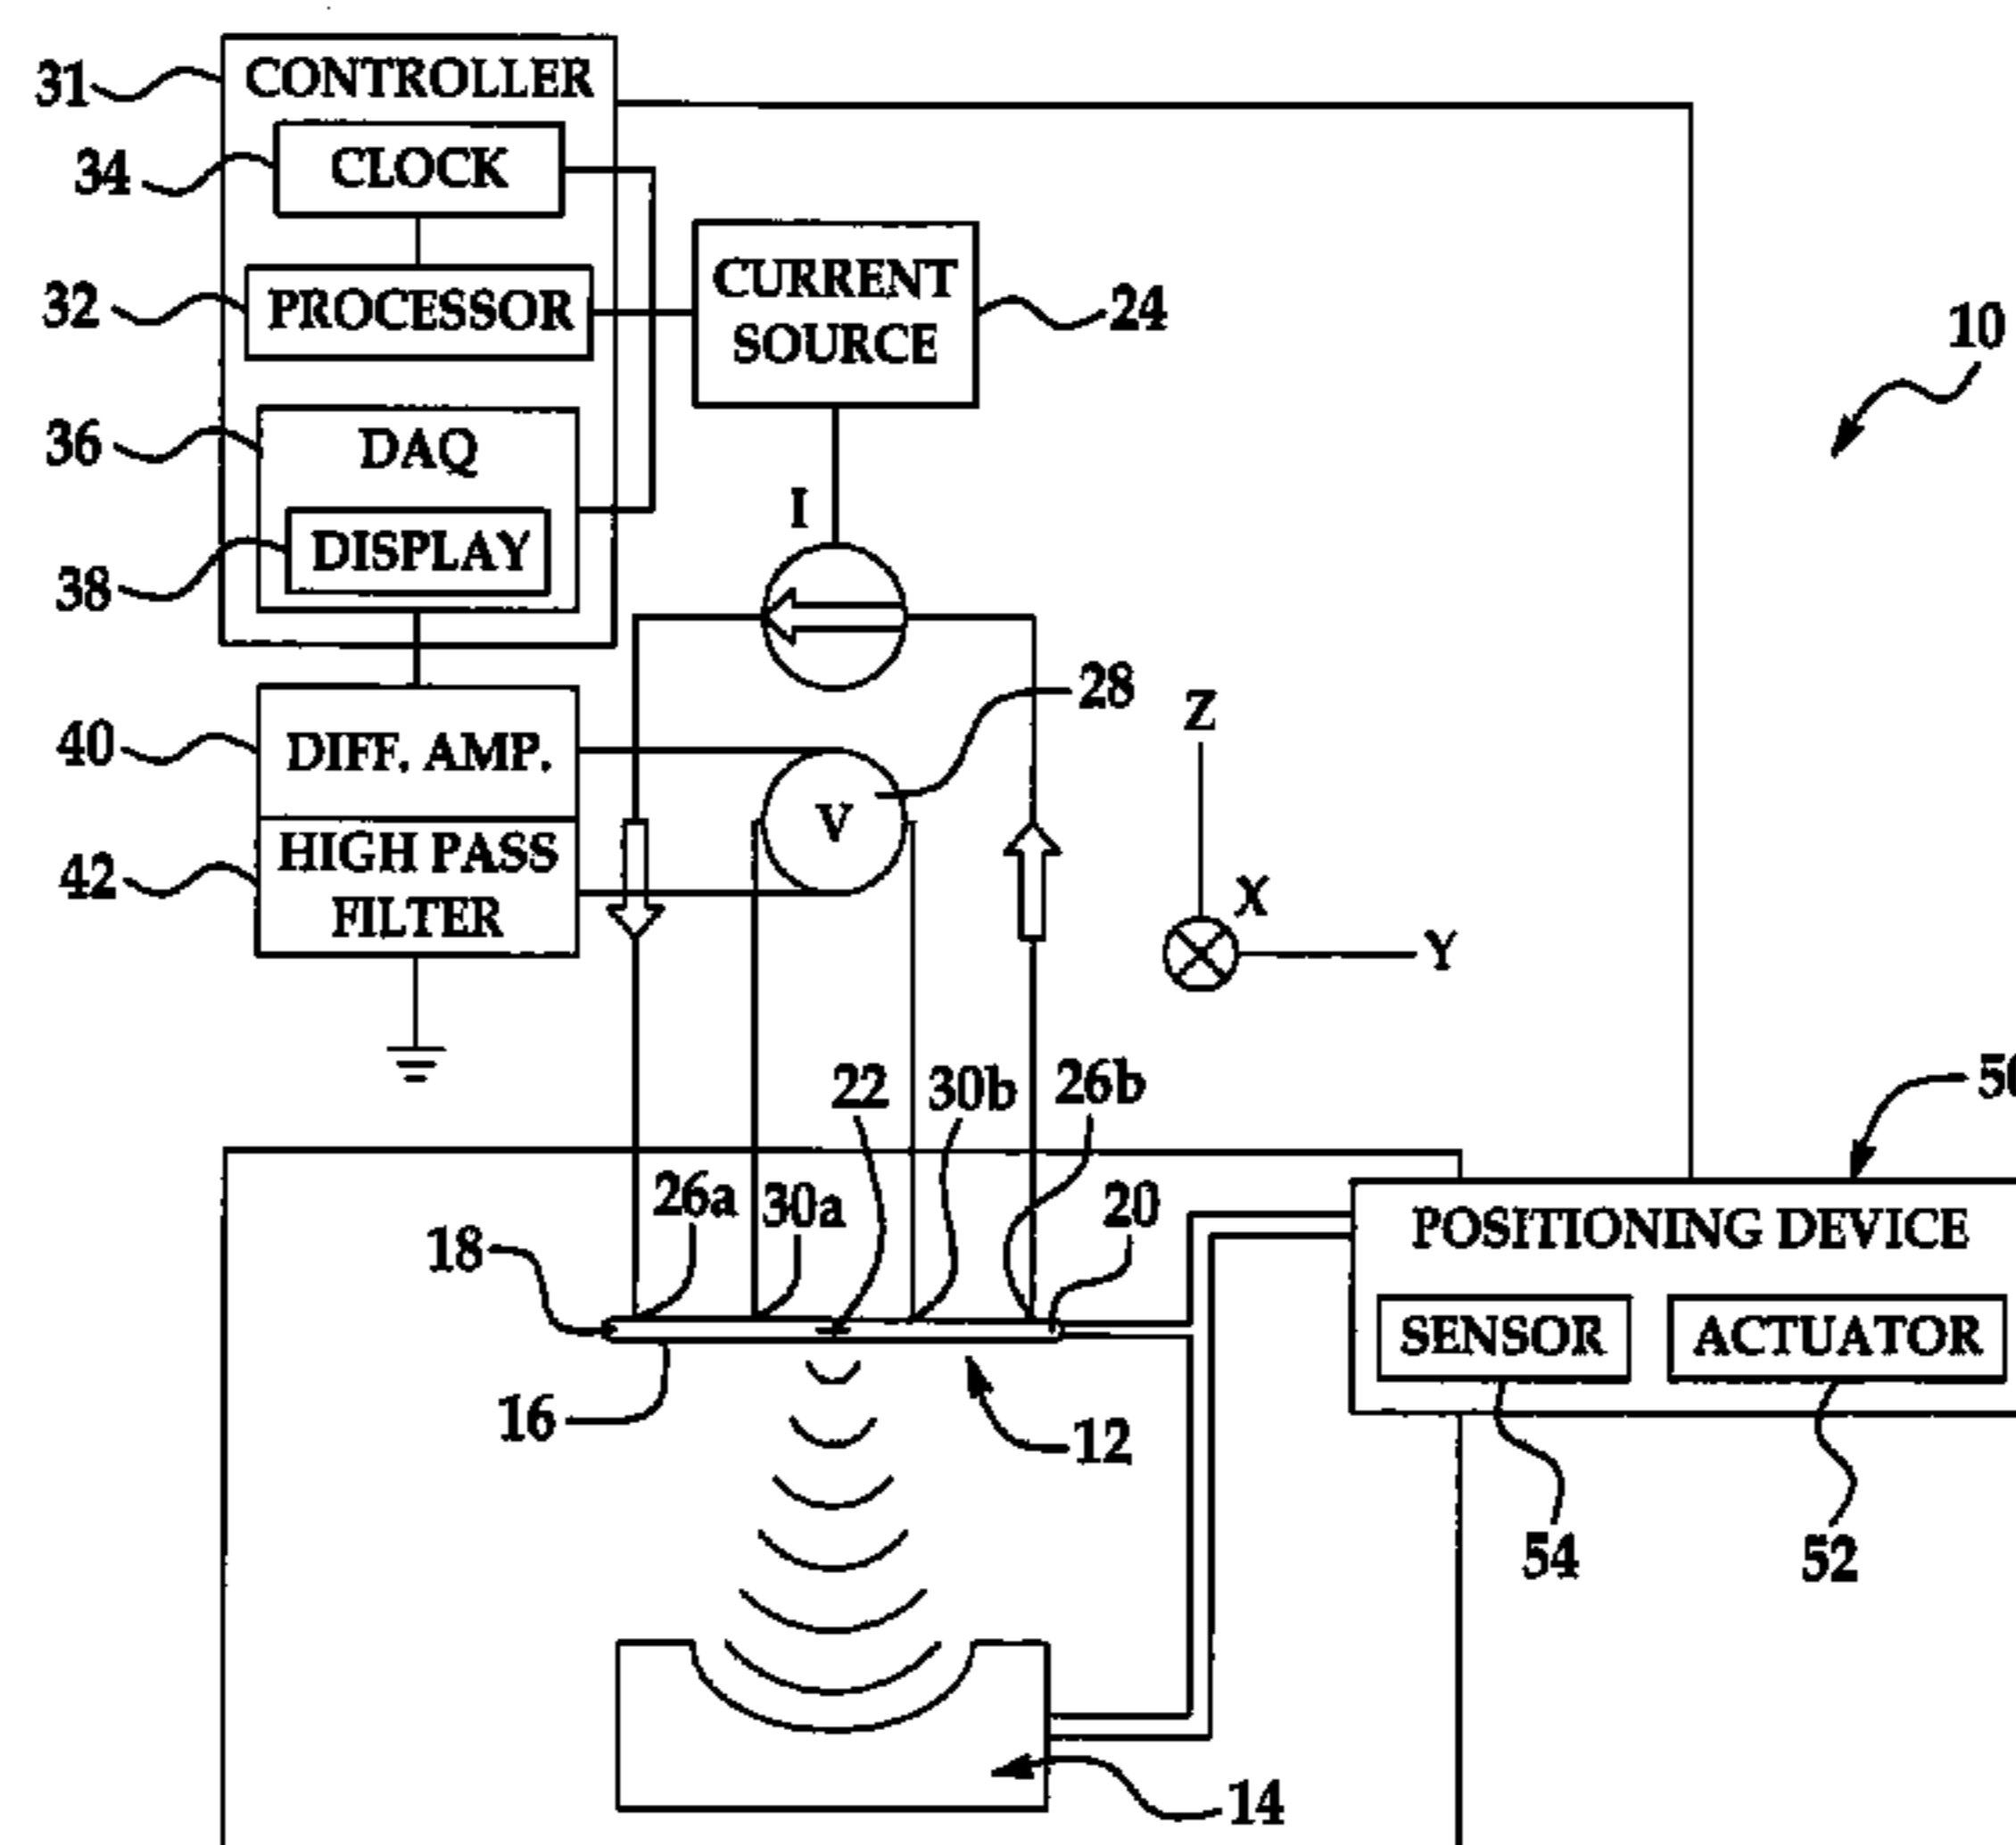 31
CONTROLLER
34
CLOCK
32
PROCESSOR
CURRENT
SOURCE
24
10
36
DAQ
38
DISPLAY
I
28
40
DIFF. AMP.
V
42
HIGH PASS
FILTER
Z
X
Y
22
30b
26b
50
26a
30a
20
18
POSITIONING DEVICE
SENSOR
ACTUATOR
16
12
54
52
14